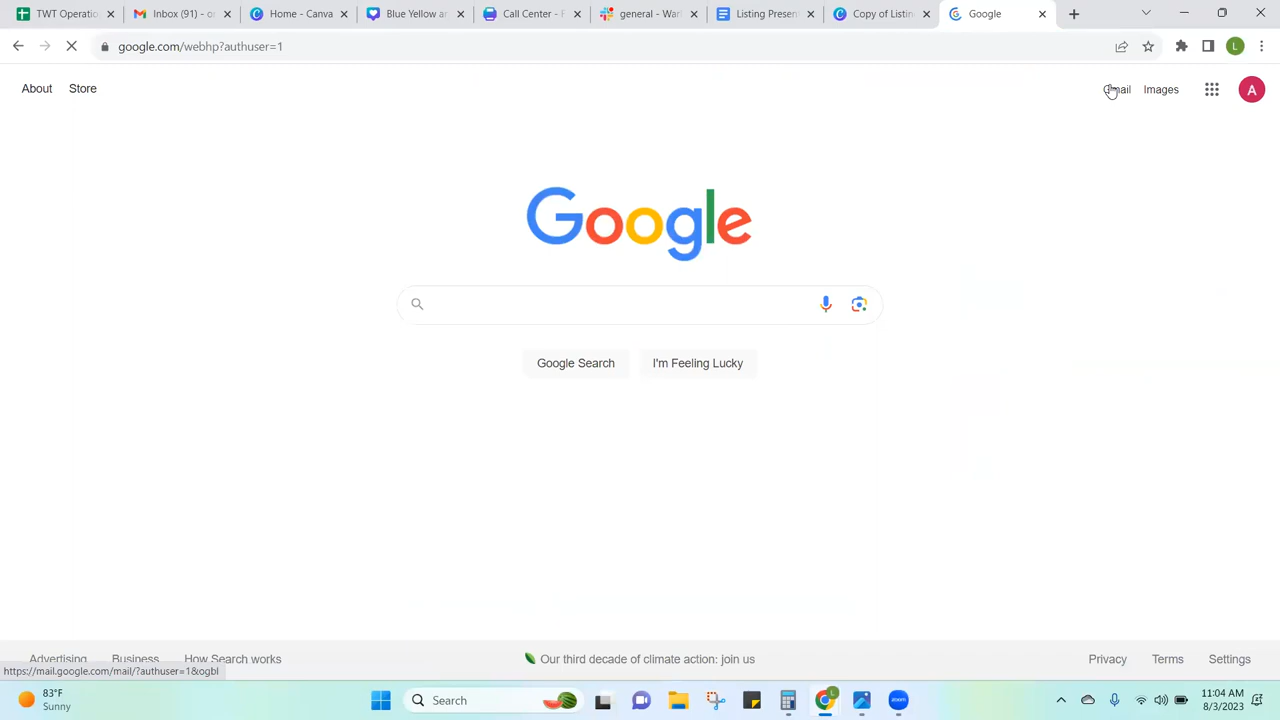 TWT Operatio
Inbox (91) - o
Home - Canva
Blue Yellow ar
Call Center - F
general - War
Listing Presen
Copy of Listin
Google
google.com/webhp?authuser=1
L
About
Store
Gmail
Images
A
Google
Google Search
I'm Feeling Lucky
Our third decade of climate action: join us
Advertising
Business
How Search works
Privacy
Terms
Settings
https://mail.google.com/mail/?authuser=1&ogbl
83°F
Sunny
Search
L
zoom
11:04 AM
8/3/2023